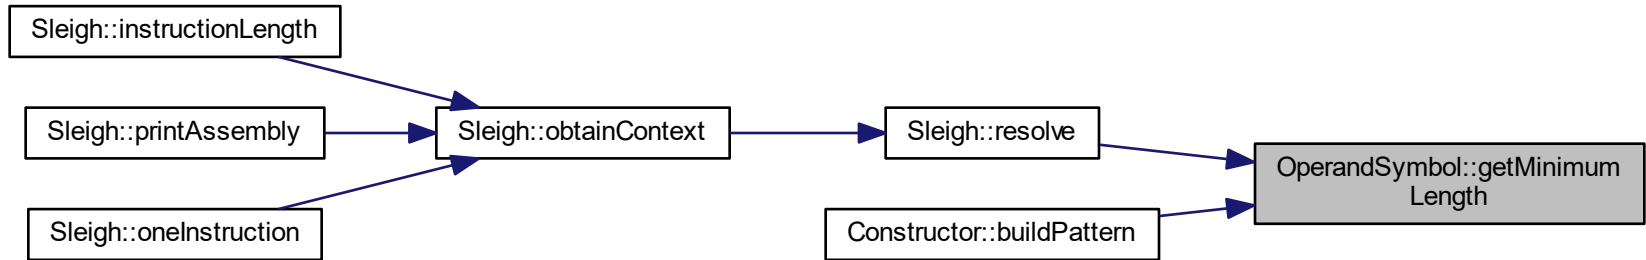 Sleigh::instructionLength
Sleigh::printAssembly
Sleigh::obtainContext
Sleigh::resolve
OperandSymbol::getMinimum
Length
Sleigh::oneInstruction
Constructor::buildPattern